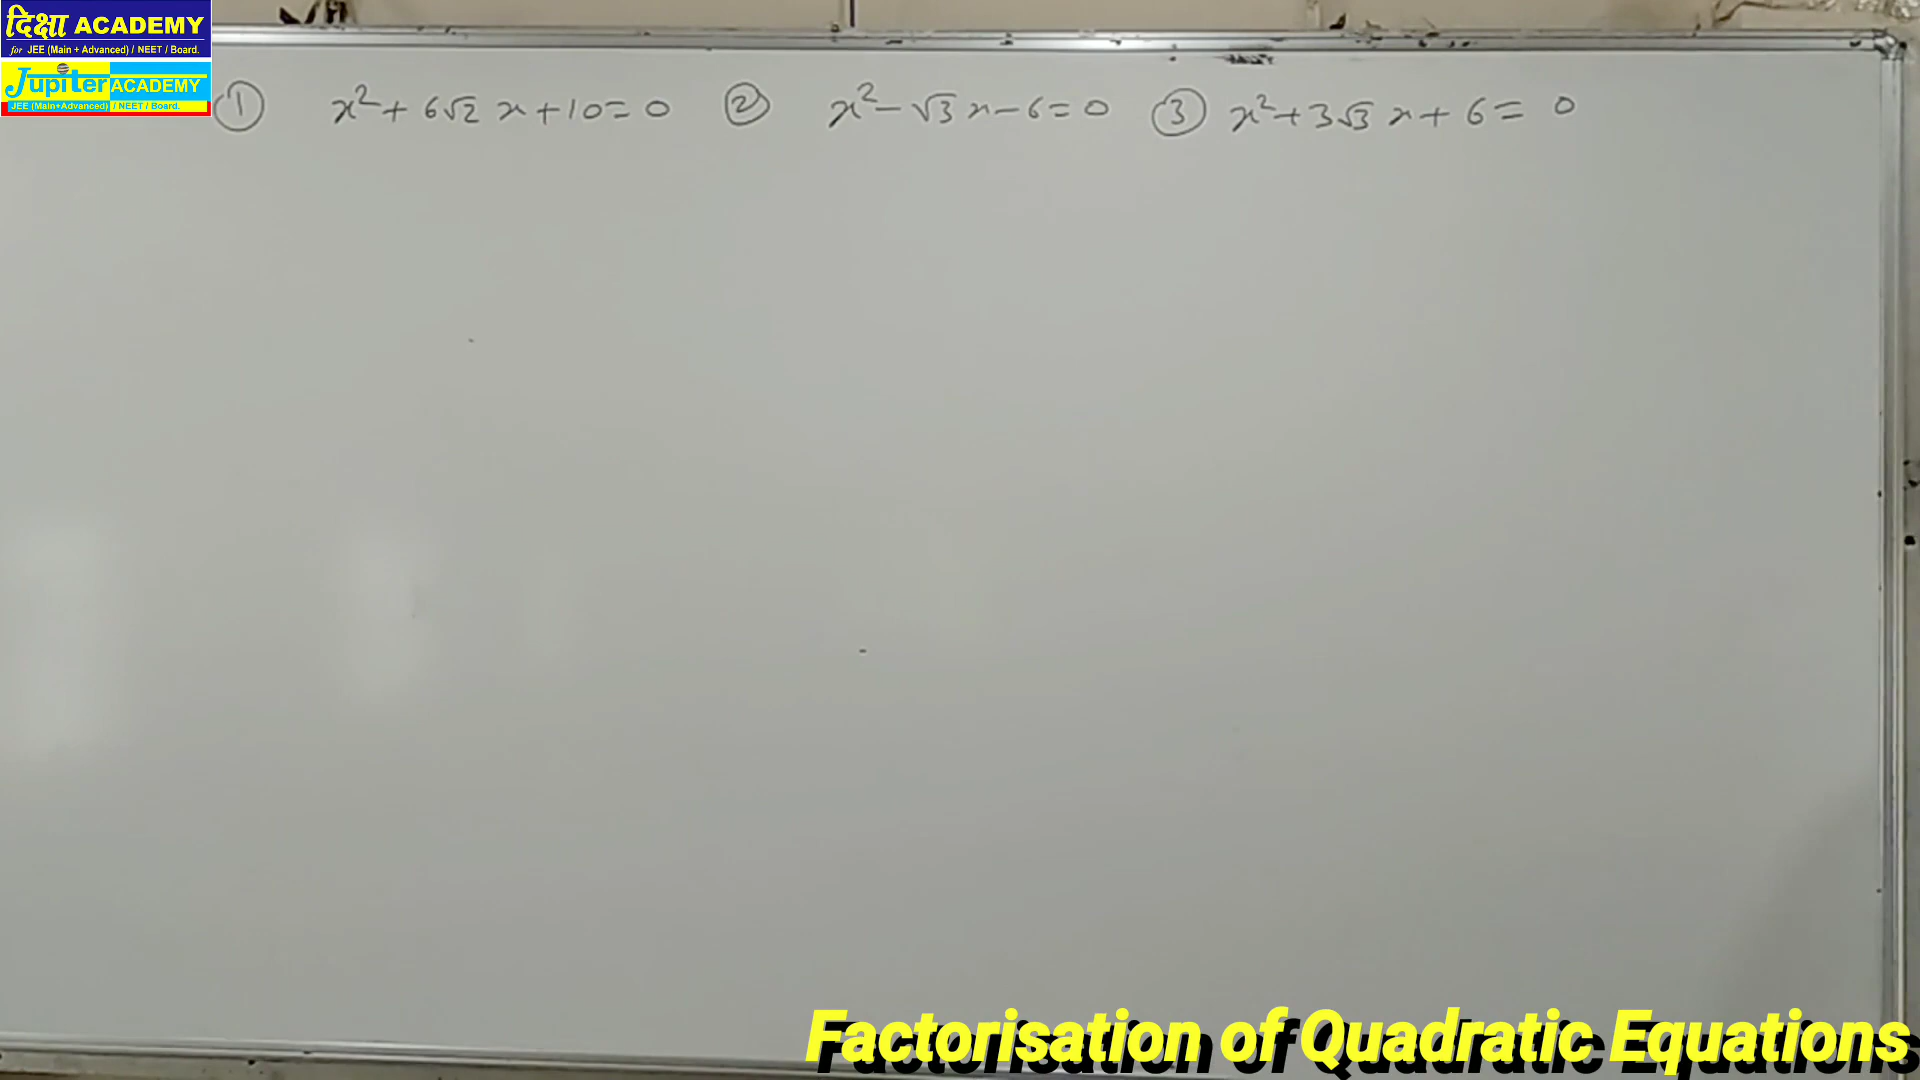 दिक्षा ACADEMY
for JEE (Main + Advanced) / NEET / Board.
Jupiter ACADEMY
JEE (Main+Advanced) / NEET / Board.
① x² + 6√2 x + 10 = 0 ② x² - √3 x - 6 = 0 ③ x² + 3√3 x + 6 = 0
Factorisation of Quadratic Equations